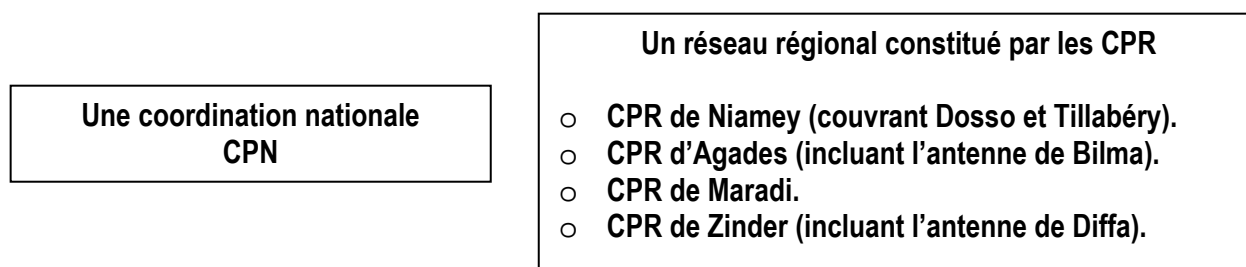 Une coordination nationale
CPN
Un réseau régional constitué par les CPR
o CPR de Niamey (couvrant Dosso et Tillabéry).
o CPR d'Agades (incluant l'antenne de Bilma).
o CPR de Maradi.
o CPR de Zinder (incluant l'antenne de Diffa).